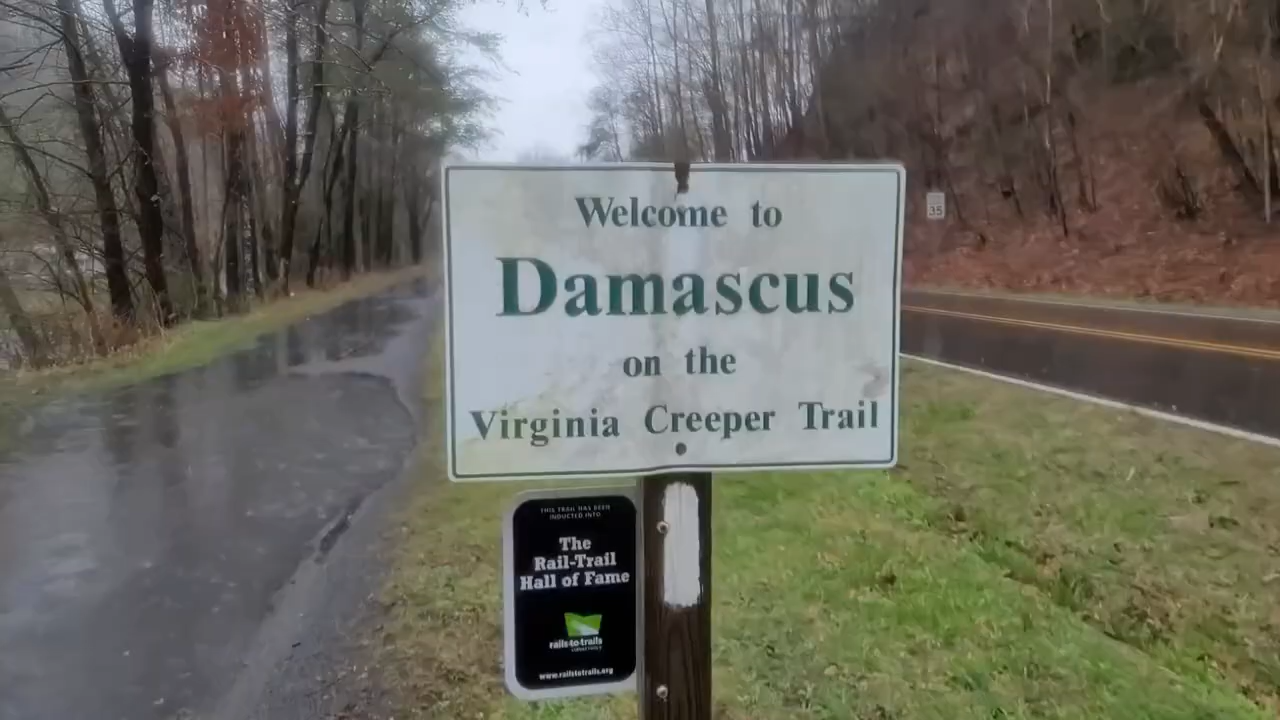 Welcome to
Damascus
on the
Virginia Creeper Trail
35
THIS TRAIL HAS BEEN
INDUCTED INTO
The
Rail-Trail
Hall of Fame
rails-to-trails
conservancy
www.railstotrails.org